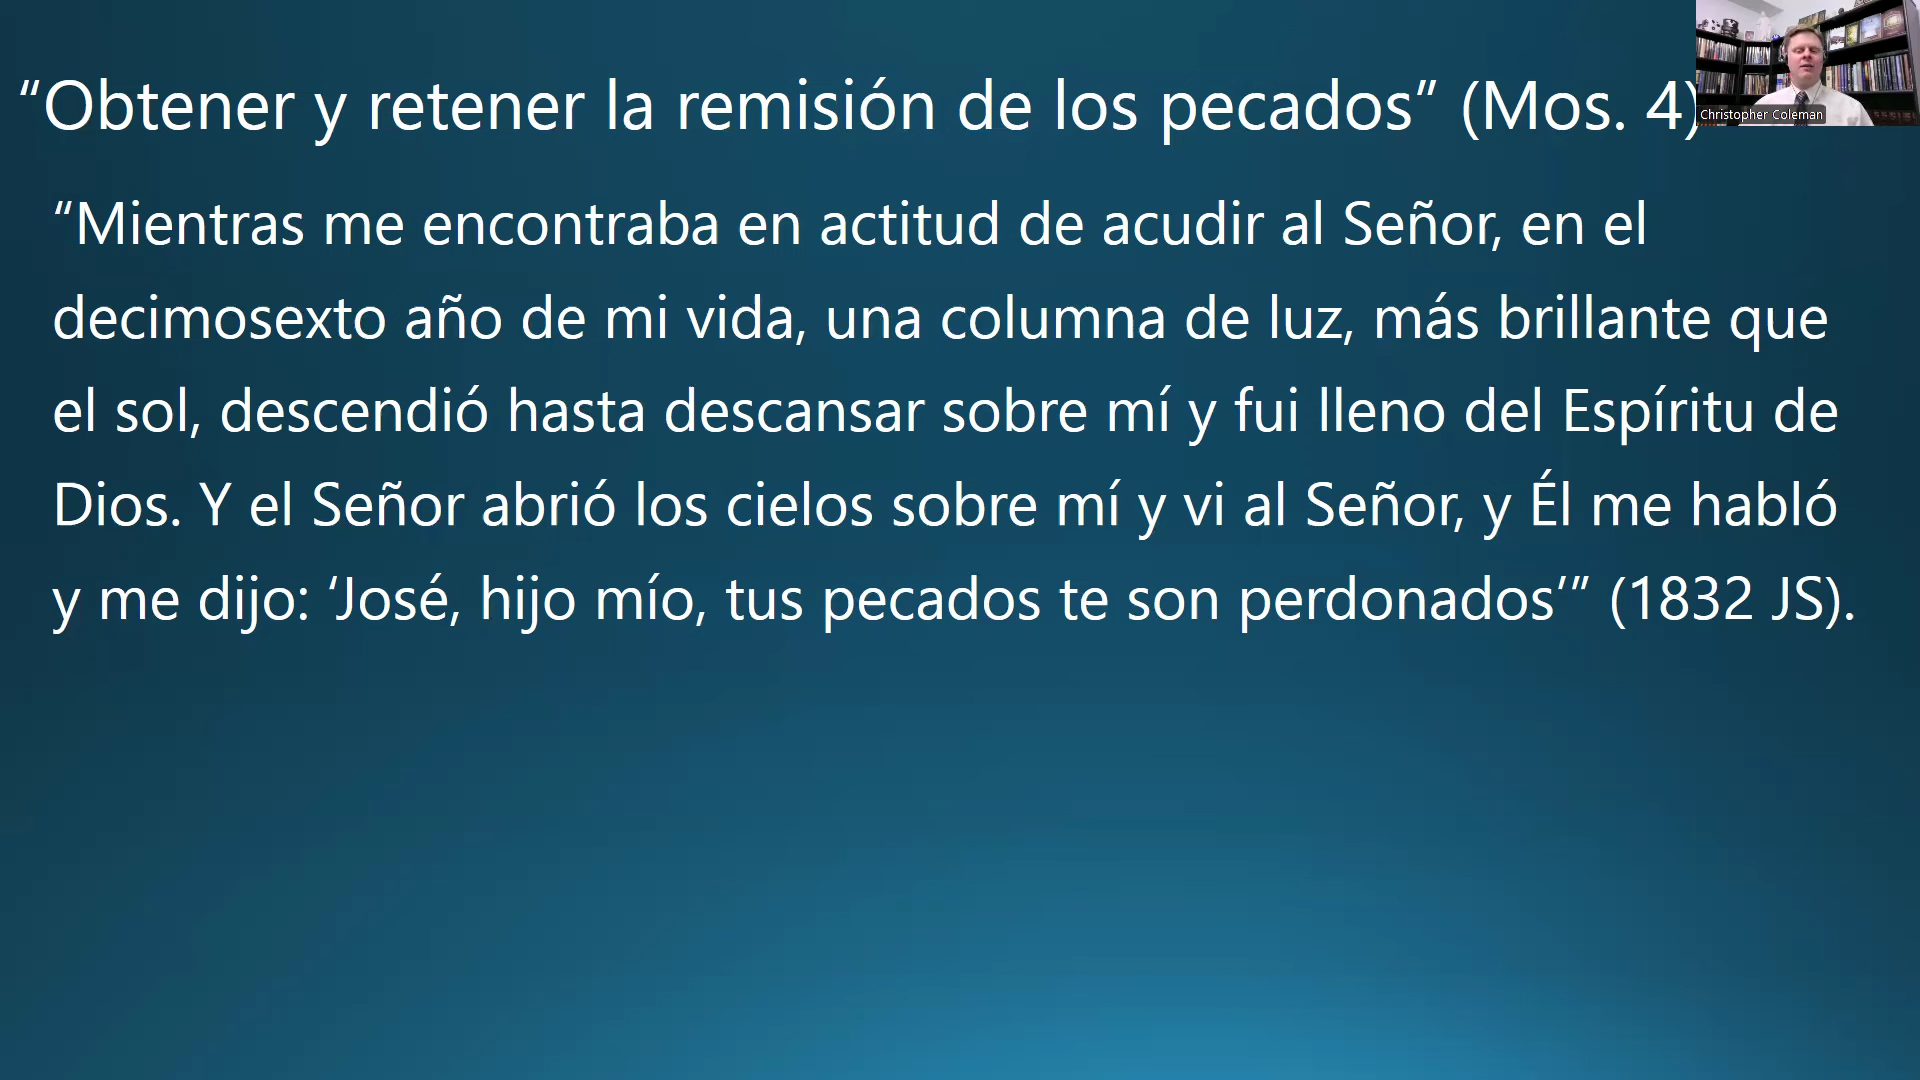 “Obtener y retener la remisión de los pecados” (Mos. 4)
Christopher Coleman
“Mientras me encontraba en actitud de acudir al Señor, en el
decimosexto año de mi vida, una columna de luz, más brillante que
el sol, descendió hasta descansar sobre mí y fui lleno del Espíritu de
Dios. Y el Señor abrió los cielos sobre mí y vi al Señor, y Él me habló
y me dijo: ‘José, hijo mío, tus pecados te son perdonados’” (1832 JS).